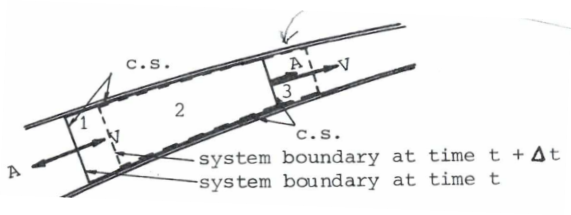 c.s.
A
V
3
2
1
V
A
c.s.
system boundary at time t + Δt
system boundary at time t